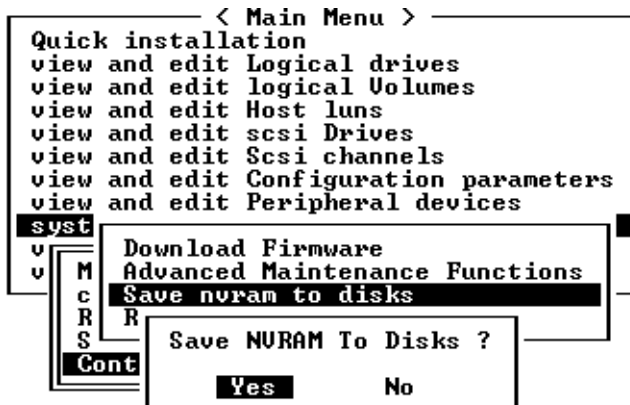 < Main Menu >
Quick installation
view and edit Logical drives
view and edit logical Volumes
view and edit Host luns
view and edit scsi Drives
view and edit Scsi channels
view and edit Configuration parameters
view and edit Peripheral devices
syst
v
v
Download Firmware
M Advanced Maintenance Functions
c Save nvram to disks
R R
S Save NVRAM To Disks ?
Cont
Yes No